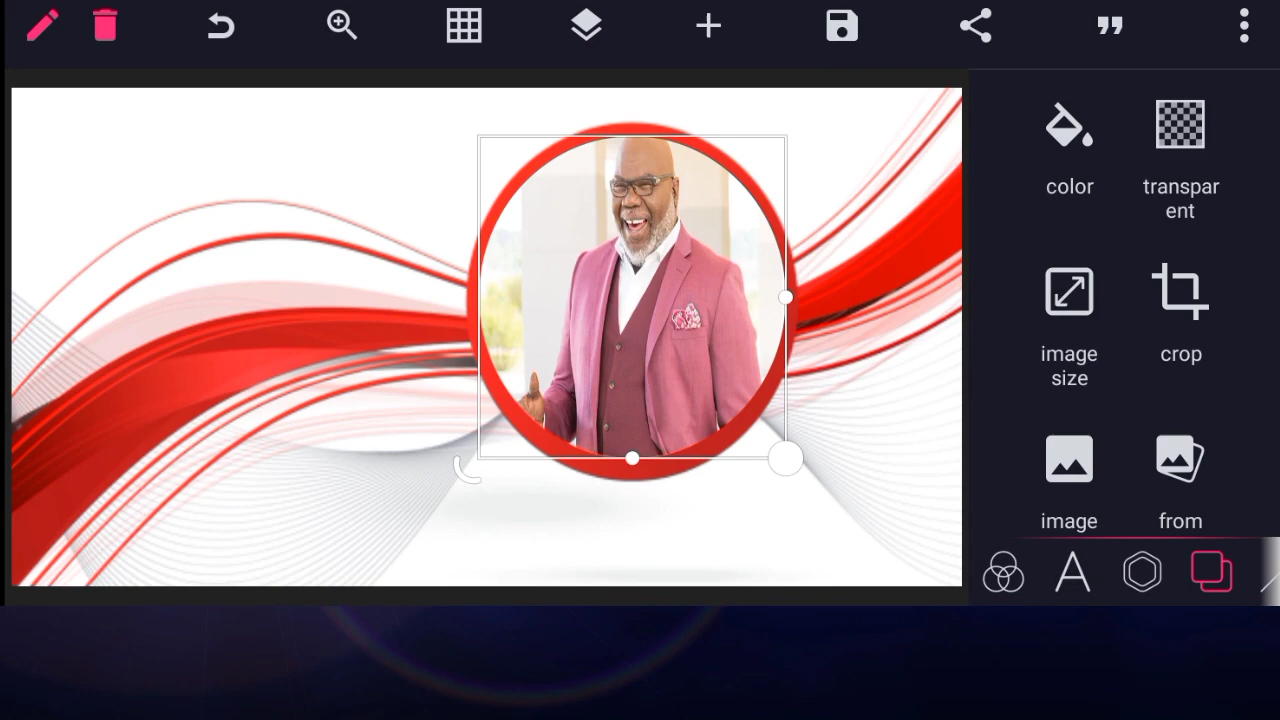 color
transpar
ent
image
size
crop
image
from